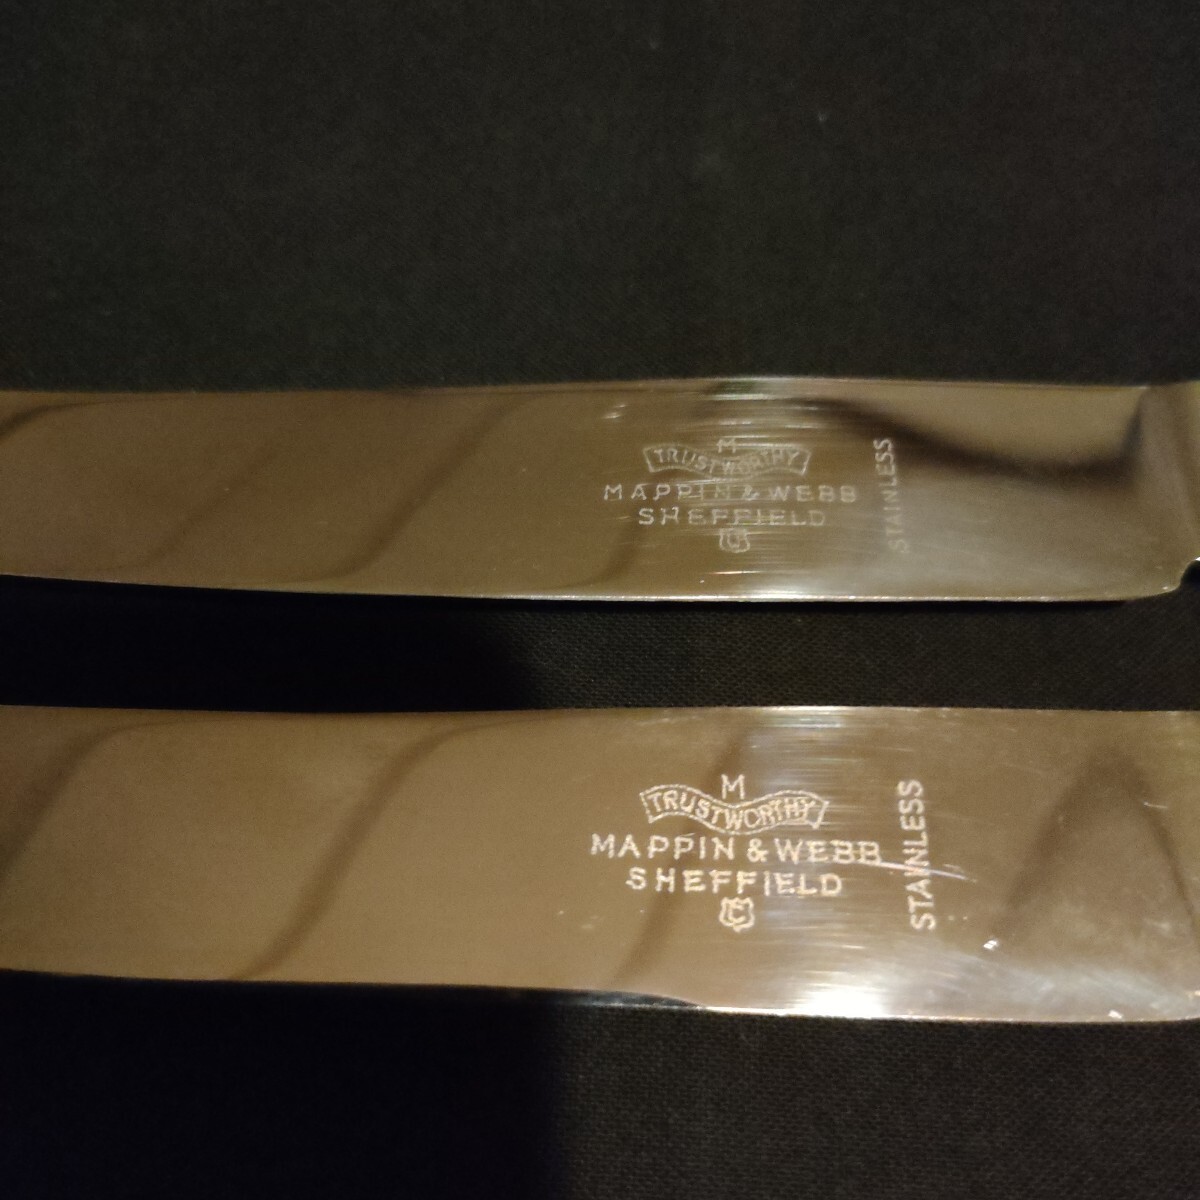 M
TRUSTWORTHY
MAPPIN & WEBB
SHEFFIELD
STAINLESS
M
TRUSTWORTHY
MAPPIN & WEBB
SHEFFIELD
STAINLESS